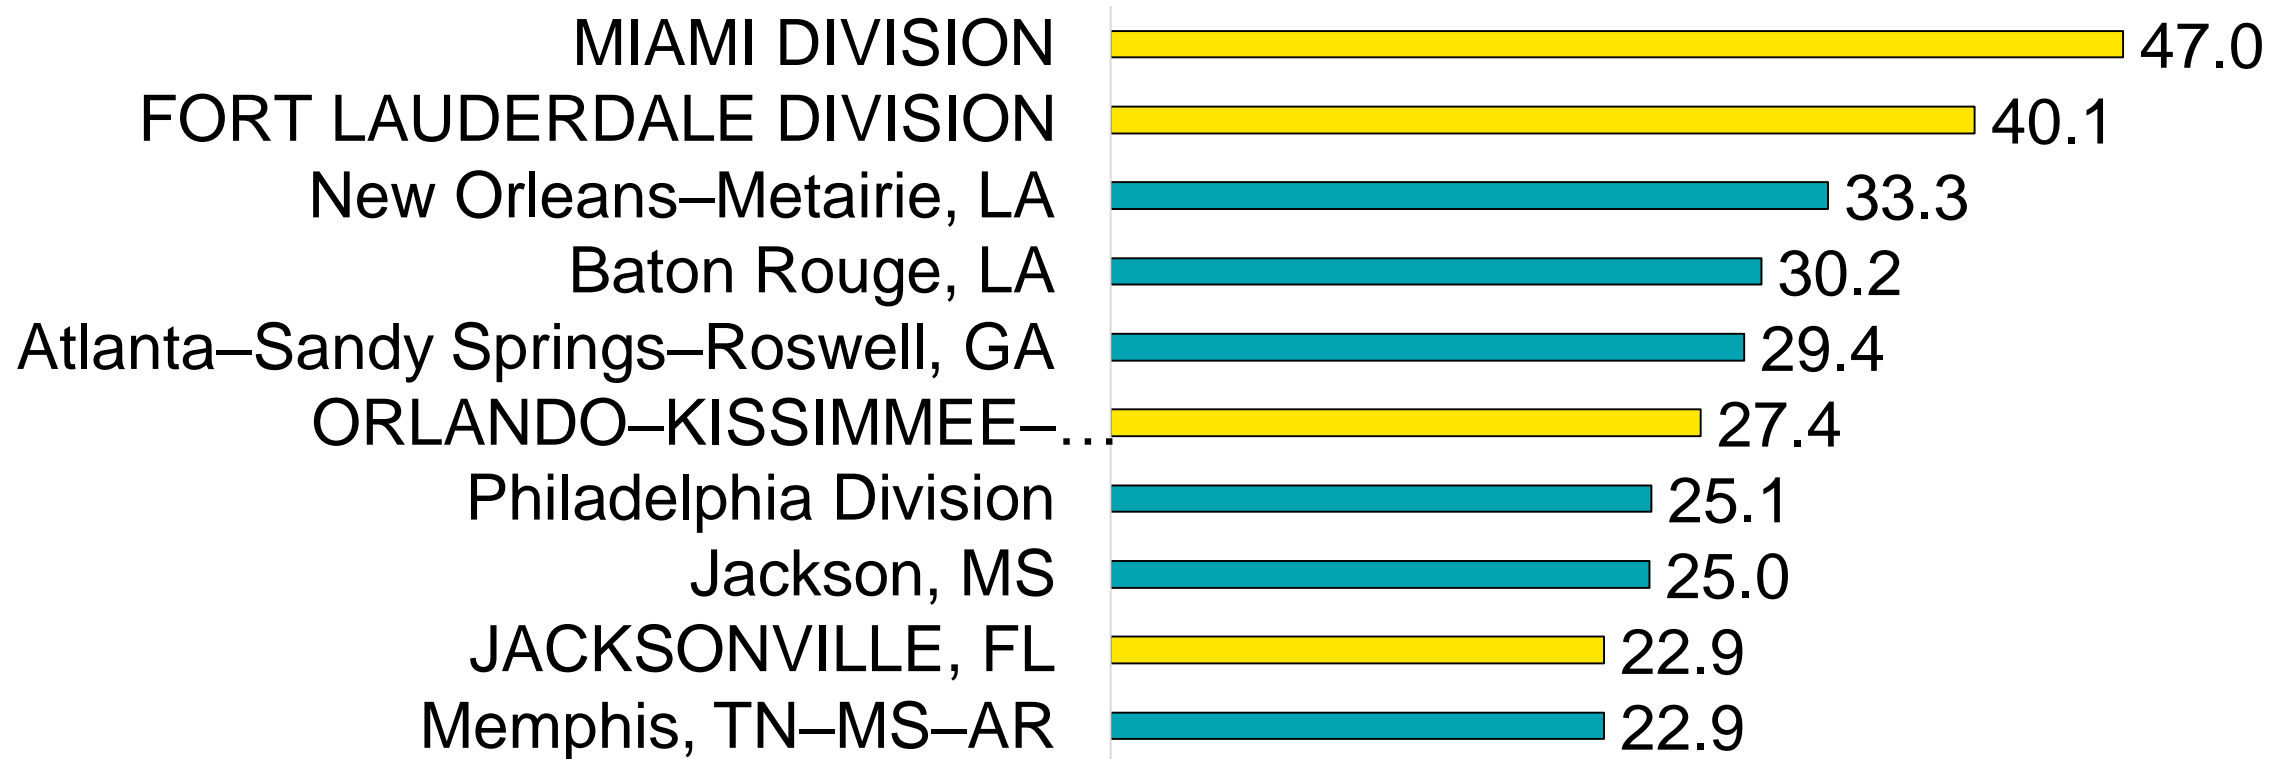 MIAMI DIVISION 47.0
FORT LAUDERDALE DIVISION 40.1
New Orleans–Metairie, LA 33.3
Baton Rouge, LA 30.2
Atlanta–Sandy Springs–Roswell, GA 29.4
ORLANDO–KISSIMMEE–… 27.4
Philadelphia Division 25.1
Jackson, MS 25.0
JACKSONVILLE, FL 22.9
Memphis, TN–MS–AR 22.9